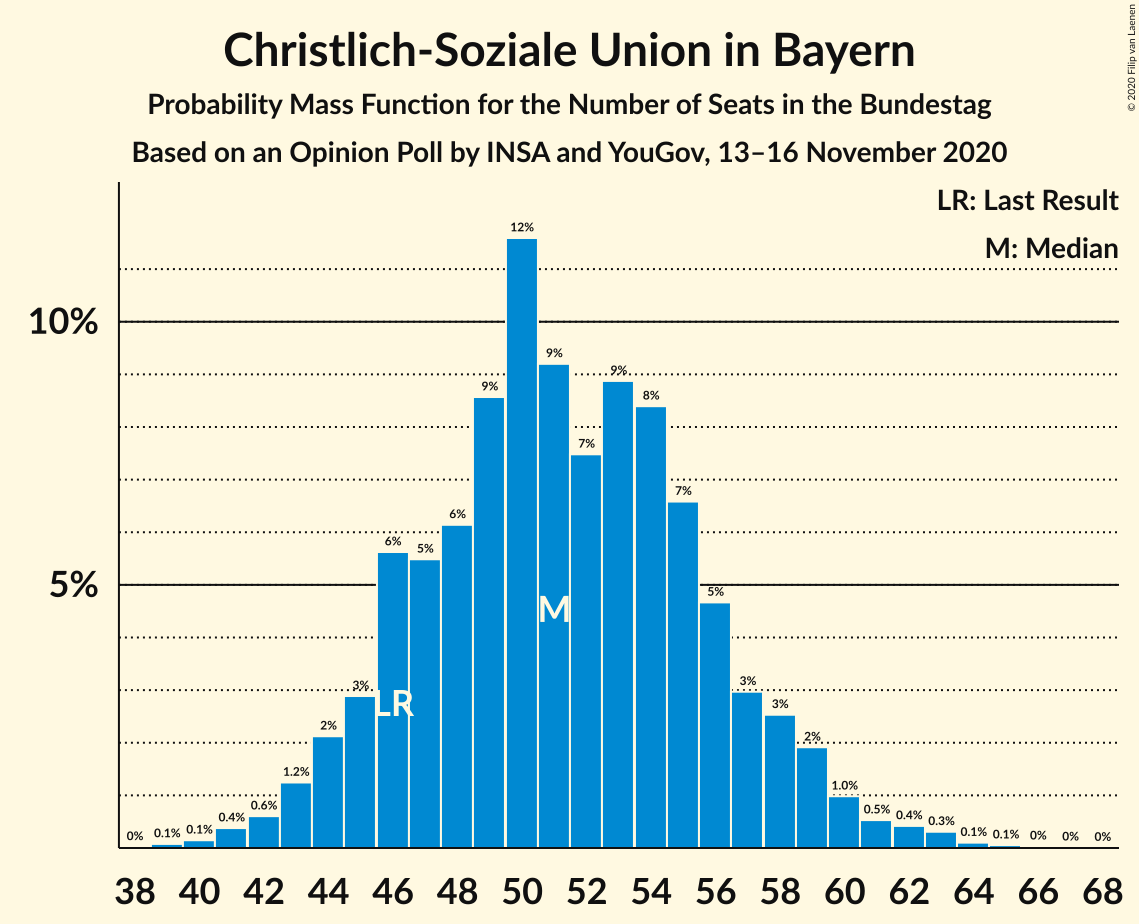 Christlich-Soziale Union in Bayern
Probability Mass Function for the Number of Seats in the Bundestag
Based on an Opinion Poll by INSA and YouGov, 13–16 November 2020
© 2020 Filip van Laenen
LR: Last Result
M: Median
10%
5%
0% 0.1% 0.1% 0.4% 0.6% 1.2% 2% 3% 6% 5% 6% 9% 12% 9% 7% 9% 8% 7% 5% 3% 3% 2% 1.0% 0.5% 0.4% 0.3% 0.1% 0.1% 0% 0% 0%
LR
M
38 40 42 44 46 48 50 52 54 56 58 60 62 64 66 68